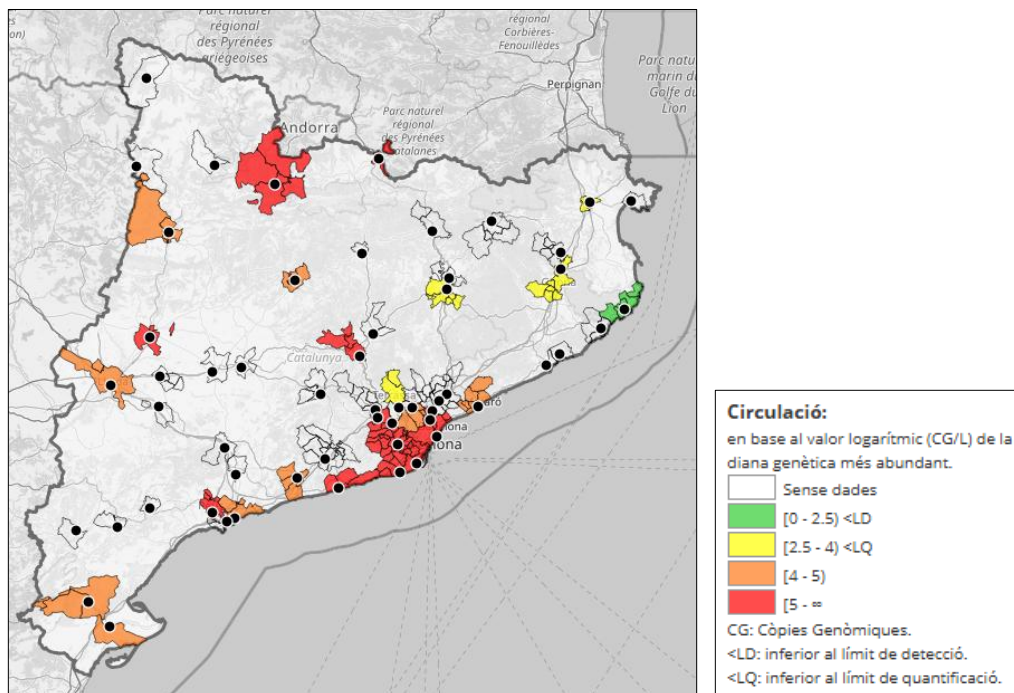 Parc naturel
régional
des Pyrénées
ariégeoises
régional
Corbières-
Fenouillèdes
Perpignan
Parc natu
marin d
Golfe du
Lion
Andorra
Parc naturel
régional
des Pyrénées
catalanes
Catalunya
aró
lona
ona
Circulació:
en base al valor logarítmic (CG/L) de la
diana genètica més abundant.
Sense dades
[0 - 2.5) <LD
[2.5 - 4) <LQ
[4 - 5)
[5 - ∞
CG: Còpies Genòmiques.
<LD: inferior al límit de detecció.
<LQ: inferior al límit de quantificació.